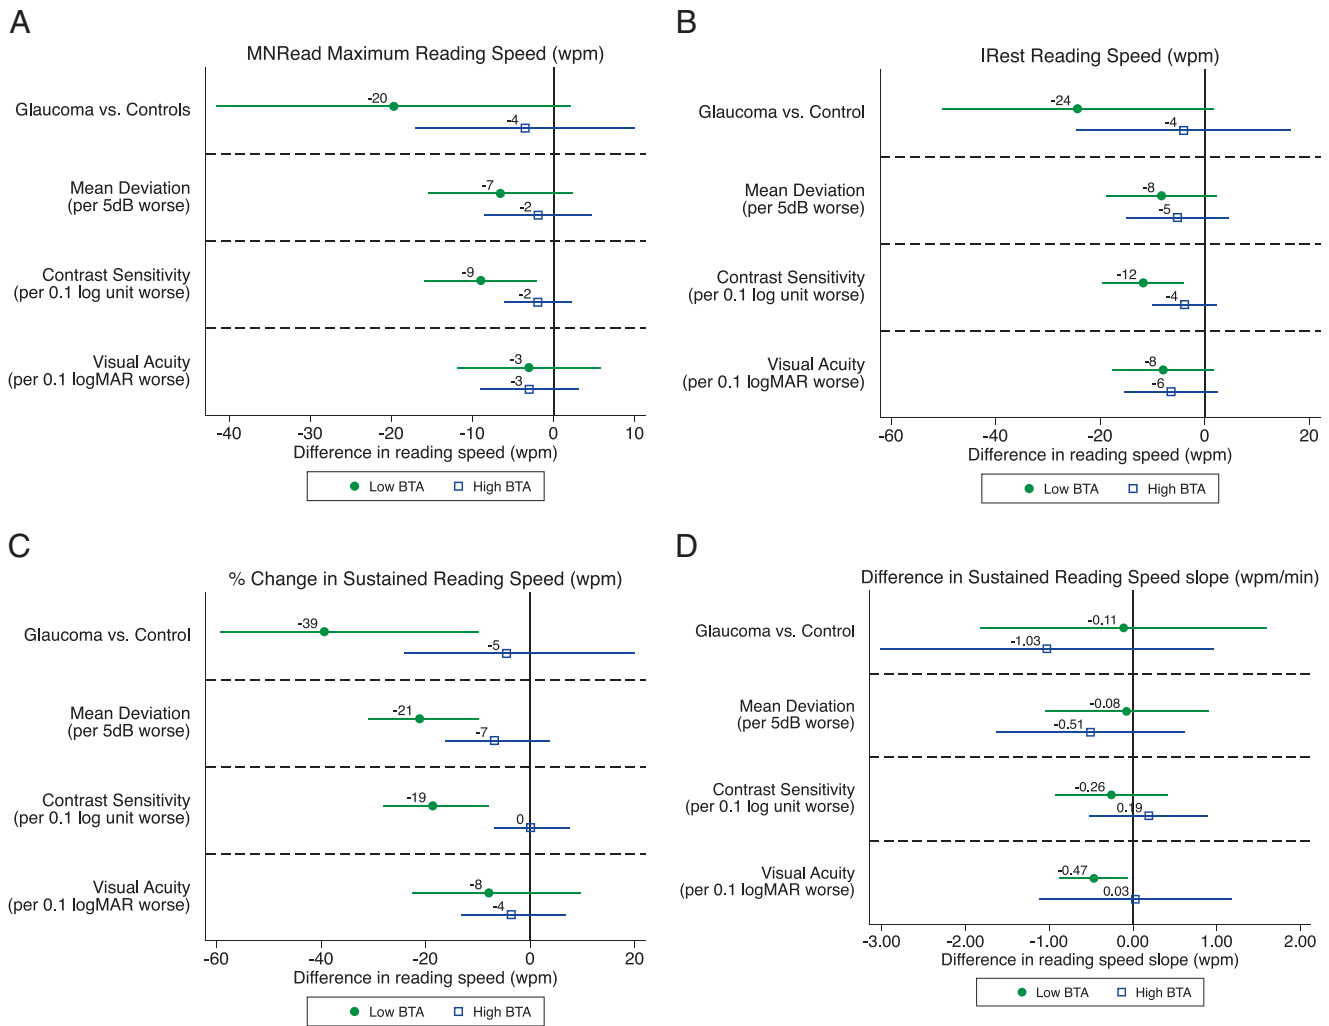 A
MNRead Maximum Reading Speed (wpm)
Glaucoma vs. Controls
-20
-4
Mean Deviation
(per 5dB worse)
-7
-2
Contrast Sensitivity
(per 0.1 log unit worse)
-9
-2
Visual Acuity
(per 0.1 logMAR worse)
-3
-3
-40 -30 -20 -10 0 10
Difference in reading speed (wpm)
Low BTA High BTA
B
IRest Reading Speed (wpm)
Glaucoma vs. Control
-24
-4
Mean Deviation
(per 5dB worse)
-8
-5
Contrast Sensitivity
(per 0.1 log unit worse)
-12
-4
Visual Acuity
(per 0.1 logMAR worse)
-8
-6
-60 -40 -20 0 20
Difference in reading speed (wpm)
Low BTA High BTA
C
% Change in Sustained Reading Speed (wpm)
Glaucoma vs. Control
-39
-5
Mean Deviation
(per 5dB worse)
-21
-7
Contrast Sensitivity
(per 0.1 log unit worse)
-19
0
Visual Acuity
(per 0.1 logMAR worse)
-8
-4
-60 -40 -20 0 20
Difference in reading speed (wpm)
Low BTA High BTA
D
Difference in Sustained Reading Speed slope (wpm/min)
Glaucoma vs. Control
-0.11
-1.03
Mean Deviation
(per 5dB worse)
-0.08
-0.51
Contrast Sensitivity
(per 0.1 log unit worse)
-0.26
0.19
Visual Acuity
(per 0.1 logMAR worse)
-0.47
0.03
-3.00 -2.00 -1.00 0.00 1.00 2.00
Difference in reading speed slope (wpm)
Low BTA High BTA